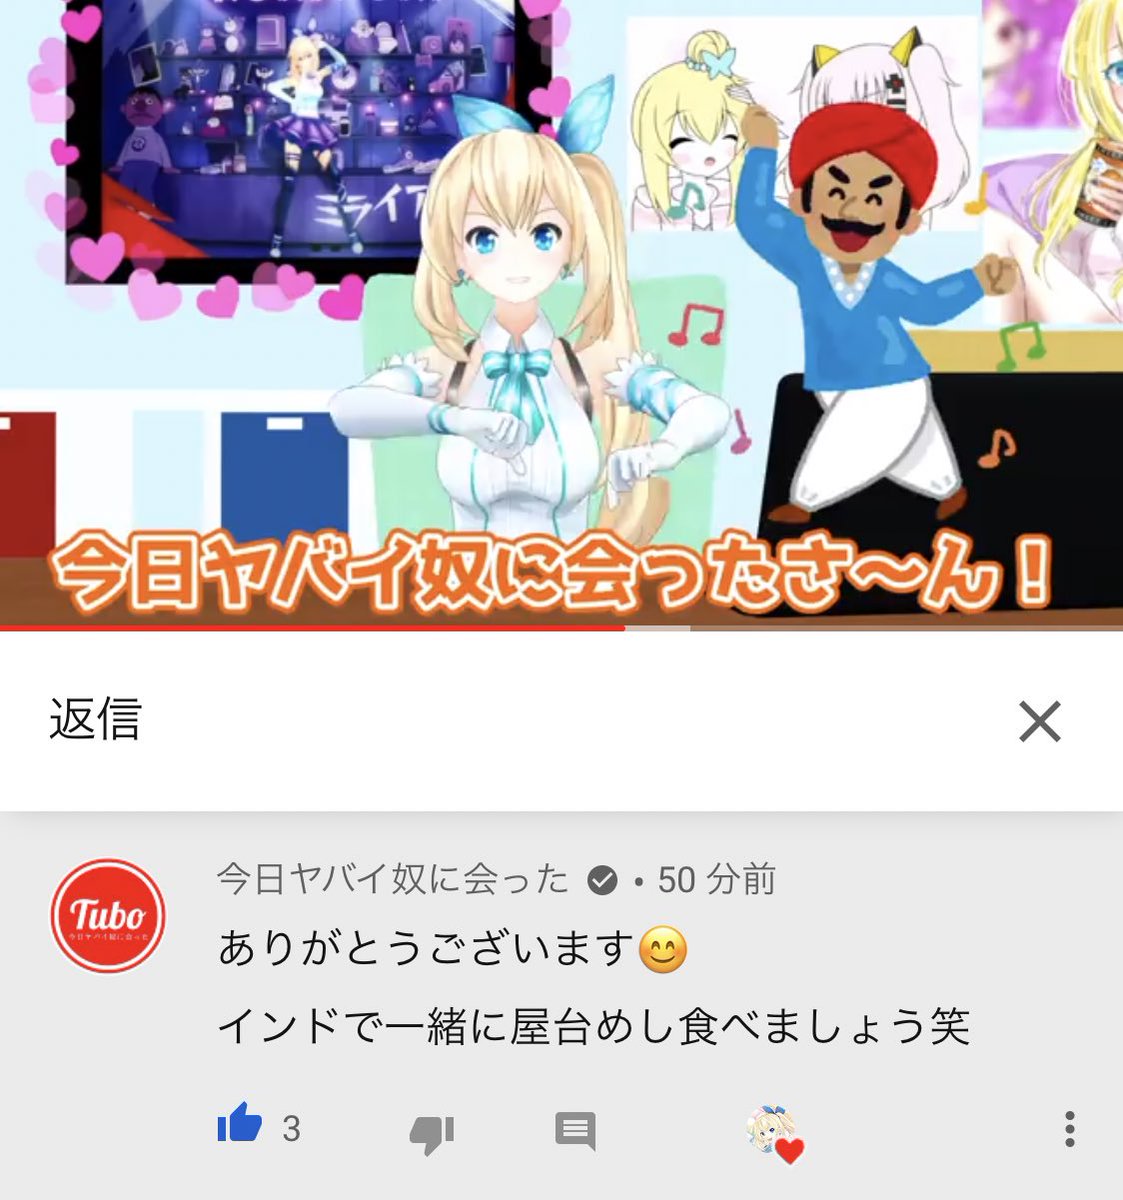 ミライア
今日ヤバイ奴に会ったさ〜ん!
返信
今日ヤバイ奴に会った • 50 分前
Tubo
今日ヤバイ奴に会った
ありがとうございます😊
インドで一緒に屋台めし食べましょう笑
3